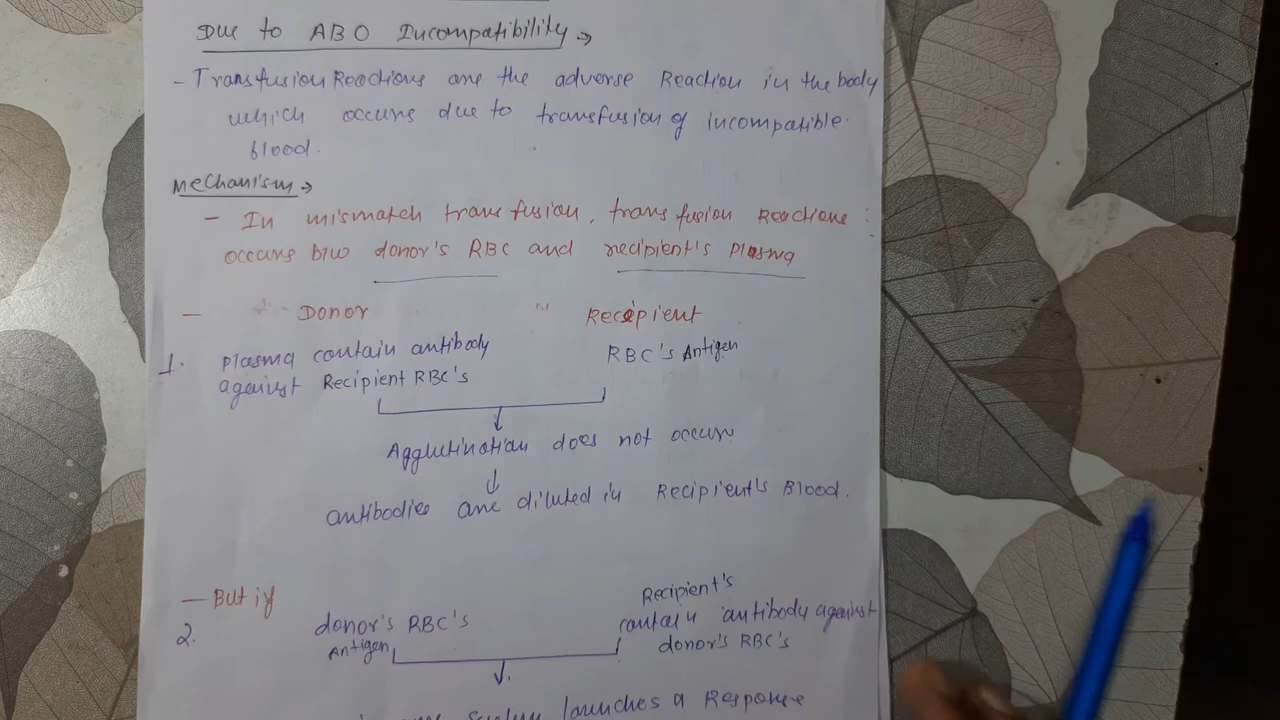 Due to ABO Incompatibility →
- Transfusion Reactions are the adverse Reaction in the body
which occurs due to transfusion of incompatible
blood.
Mechanism →
- In mismatch transfusion, transfusion Reactions
occurs b/w donor's RBC and recipient's Plasma
- Donor Recipient
1. Plasma contain antibody RBC's Antigen
against Recipient RBC's
Agglutination does not occur
↓
antibodies are diluted in Recipient's Blood.
- But if
Recipient's
2. donor's RBC's contain antibody against
Antigen donor's RBC's
system launches a Response